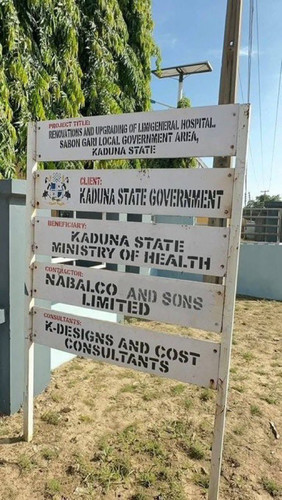 PROJECT TITLE:
RENOVATIONS AND UPGRADING OF LIMIGENERAL HOSPITAL.
SABON GARI LOCAL GOVERNMENT AREA,
KADUNA STATE
CLIENT:
KADUNA STATE GOVERNMENT
BENEFICIARY:
KADUNA STATE
MINISTRY OF HEALTH
CONTRACTOR:
NABALCO AND SONS
LIMITED
CONSULTANTS:
K-DESIGNS AND COST
CONSULTANTS